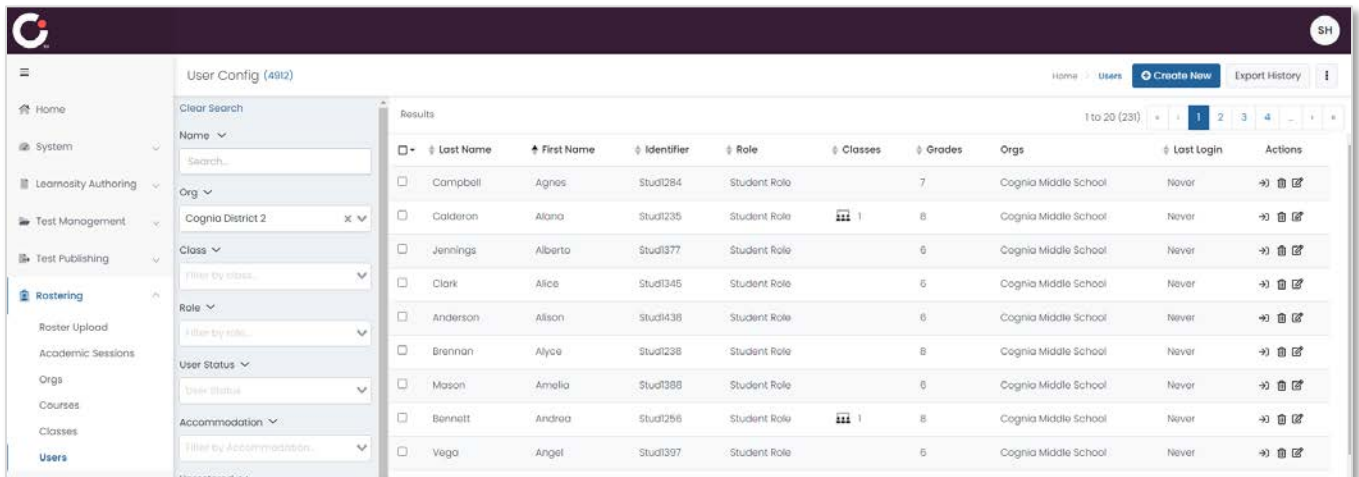 SH
User Config (4912)
Home Users Create New Export History
Home
System
Learnosity Authoring
Test Management
Test Publishing
Rostering
Roster Upload
Academic Sessions
Orgs
Courses
Classes
Users
Clear Search
Name
Search...
Org
Cognia District 2
Class
Filter by class...
Role
Filter by role...
User Status
User Status
Accommodation
Filter by Accommodation...
Results 1 to 20 (231) « ‹ 1 2 3 4 ... › »
Last Name First Name Identifier Role Classes Grades Orgs Last Login Actions
Campbell Agnes Stud1284 Student Role 7 Cognia Middle School Never
Calderon Alana Stud1235 Student Role 1 8 Cognia Middle School Never
Jennings Alberto Stud1377 Student Role 6 Cognia Middle School Never
Clark Alice Stud1345 Student Role 6 Cognia Middle School Never
Anderson Alison Stud1438 Student Role 6 Cognia Middle School Never
Brennan Alyce Stud1238 Student Role 8 Cognia Middle School Never
Mason Amelia Stud1388 Student Role 6 Cognia Middle School Never
Bennett Andrea Stud1256 Student Role 1 8 Cognia Middle School Never
Vega Angel Stud1397 Student Role 6 Cognia Middle School Never